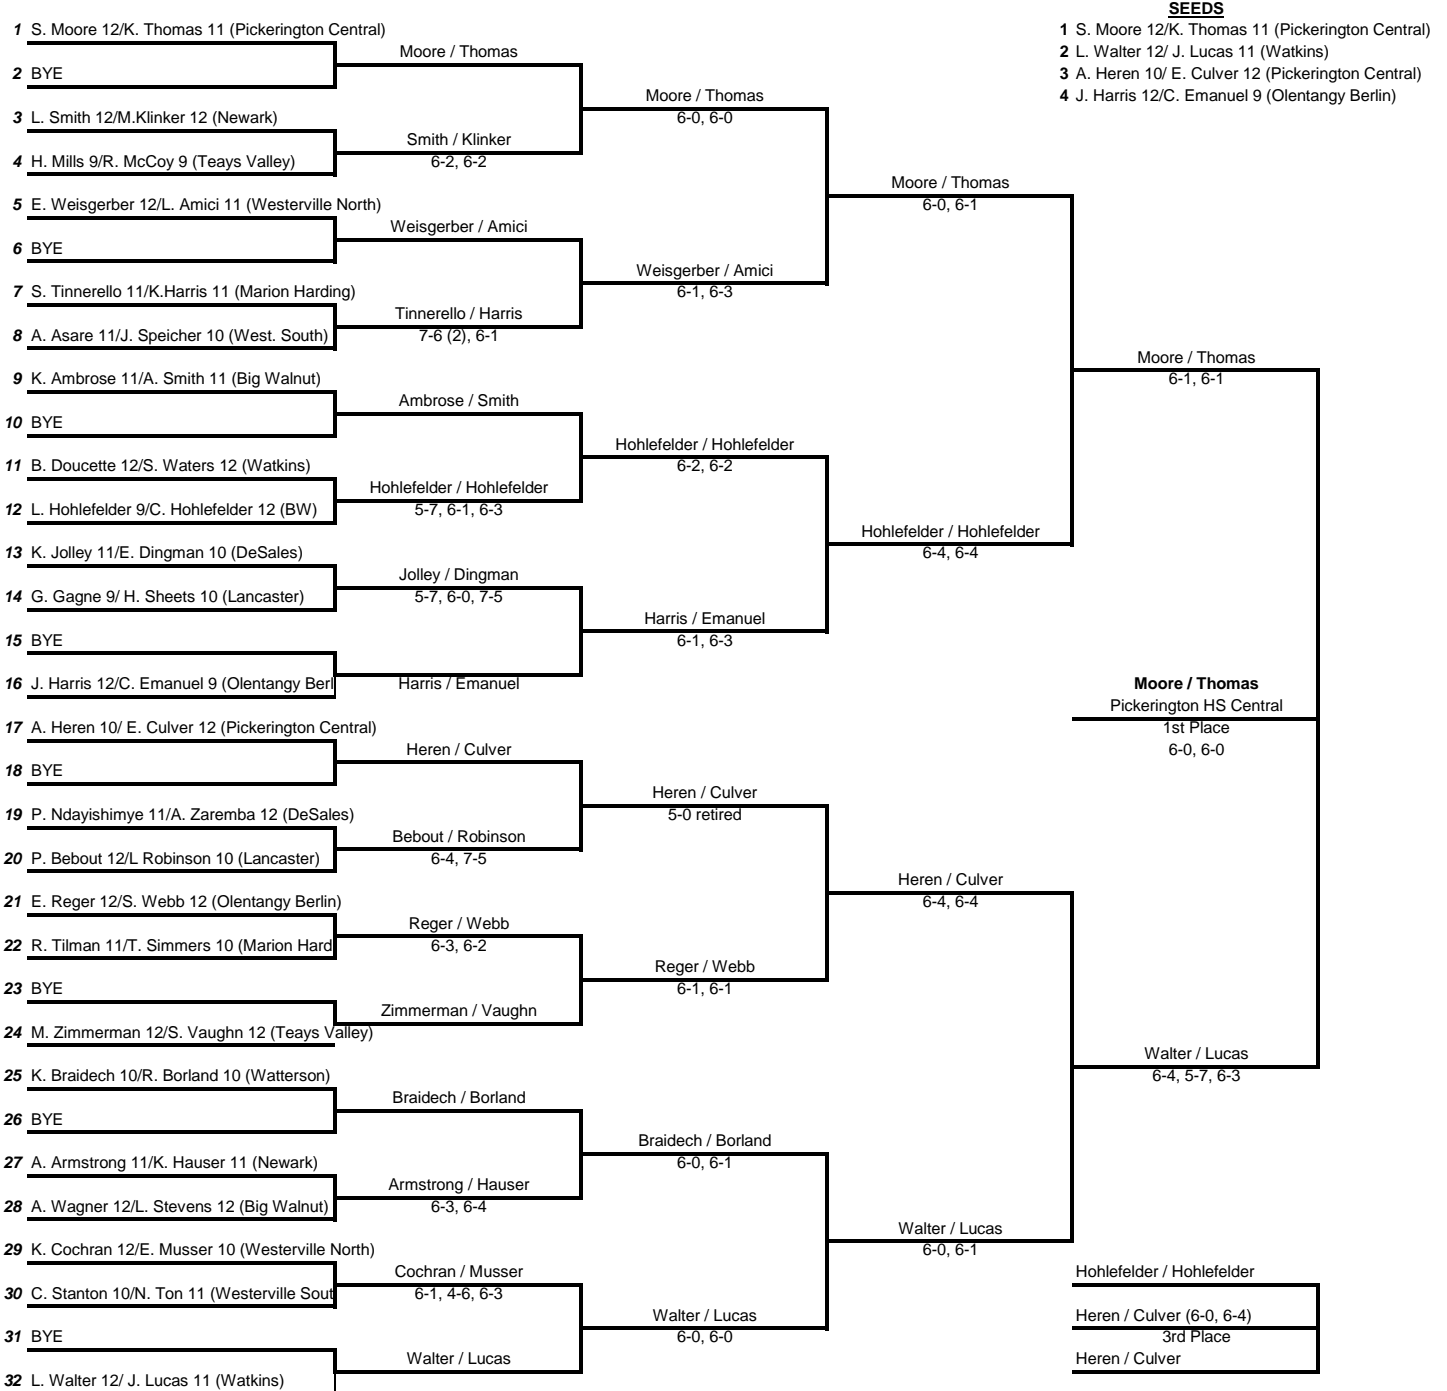 SEEDS
1 S. Moore 12/K. Thomas 11 (Pickerington Central)
2 L. Walter 12/ J. Lucas 11 (Watkins)
3 A. Heren 10/ E. Culver 12 (Pickerington Central)
4 J. Harris 12/C. Emanuel 9 (Olentangy Berlin)
1 S. Moore 12/K. Thomas 11 (Pickerington Central)
2 BYE
3 L. Smith 12/M.Klinker 12 (Newark)
4 H. Mills 9/R. McCoy 9 (Teays Valley)
5 E. Weisgerber 12/L. Amici 11 (Westerville North)
6 BYE
7 S. Tinnerello 11/K.Harris 11 (Marion Harding)
8 A. Asare 11/J. Speicher 10 (West. South)
9 K. Ambrose 11/A. Smith 11 (Big Walnut)
10 BYE
11 B. Doucette 12/S. Waters 12 (Watkins)
12 L. Hohlefelder 9/C. Hohlefelder 12 (BW)
13 K. Jolley 11/E. Dingman 10 (DeSales)
14 G. Gagne 9/ H. Sheets 10 (Lancaster)
15 BYE
16 J. Harris 12/C. Emanuel 9 (Olentangy Berl
17 A. Heren 10/ E. Culver 12 (Pickerington Central)
18 BYE
19 P. Ndayishimye 11/A. Zaremba 12 (DeSales)
20 P. Bebout 12/L Robinson 10 (Lancaster)
21 E. Reger 12/S. Webb 12 (Olentangy Berlin)
22 R. Tilman 11/T. Simmers 10 (Marion Hard
23 BYE
24 M. Zimmerman 12/S. Vaughn 12 (Teays Valley)
25 K. Braidech 10/R. Borland 10 (Watterson)
26 BYE
27 A. Armstrong 11/K. Hauser 11 (Newark)
28 A. Wagner 12/L. Stevens 12 (Big Walnut)
29 K. Cochran 12/E. Musser 10 (Westerville North)
30 C. Stanton 10/N. Ton 11 (Westerville Sout
31 BYE
32 L. Walter 12/ J. Lucas 11 (Watkins)
Moore / Thomas
Smith / Klinker
6-2, 6-2
Weisgerber / Amici
Tinnerello / Harris
7-6 (2), 6-1
Ambrose / Smith
Hohlefelder / Hohlefelder
5-7, 6-1, 6-3
Jolley / Dingman
5-7, 6-0, 7-5
Harris / Emanuel
Heren / Culver
Bebout / Robinson
6-4, 7-5
Reger / Webb
6-3, 6-2
Zimmerman / Vaughn
Braidech / Borland
Armstrong / Hauser
6-3, 6-4
Cochran / Musser
6-1, 4-6, 6-3
Walter / Lucas
Moore / Thomas
6-0, 6-0
Weisgerber / Amici
6-1, 6-3
Hohlefelder / Hohlefelder
6-2, 6-2
Harris / Emanuel
6-1, 6-3
Heren / Culver
5-0 retired
Reger / Webb
6-1, 6-1
Braidech / Borland
6-0, 6-1
Walter / Lucas
6-0, 6-0
Moore / Thomas
6-0, 6-1
Hohlefelder / Hohlefelder
6-4, 6-4
Heren / Culver
6-4, 6-4
Walter / Lucas
6-0, 6-1
Moore / Thomas
6-1, 6-1
Walter / Lucas
6-4, 5-7, 6-3
Moore / Thomas
Pickerington HS Central
1st Place
6-0, 6-0
Hohlefelder / Hohlefelder
Heren / Culver (6-0, 6-4)
3rd Place
Heren / Culver